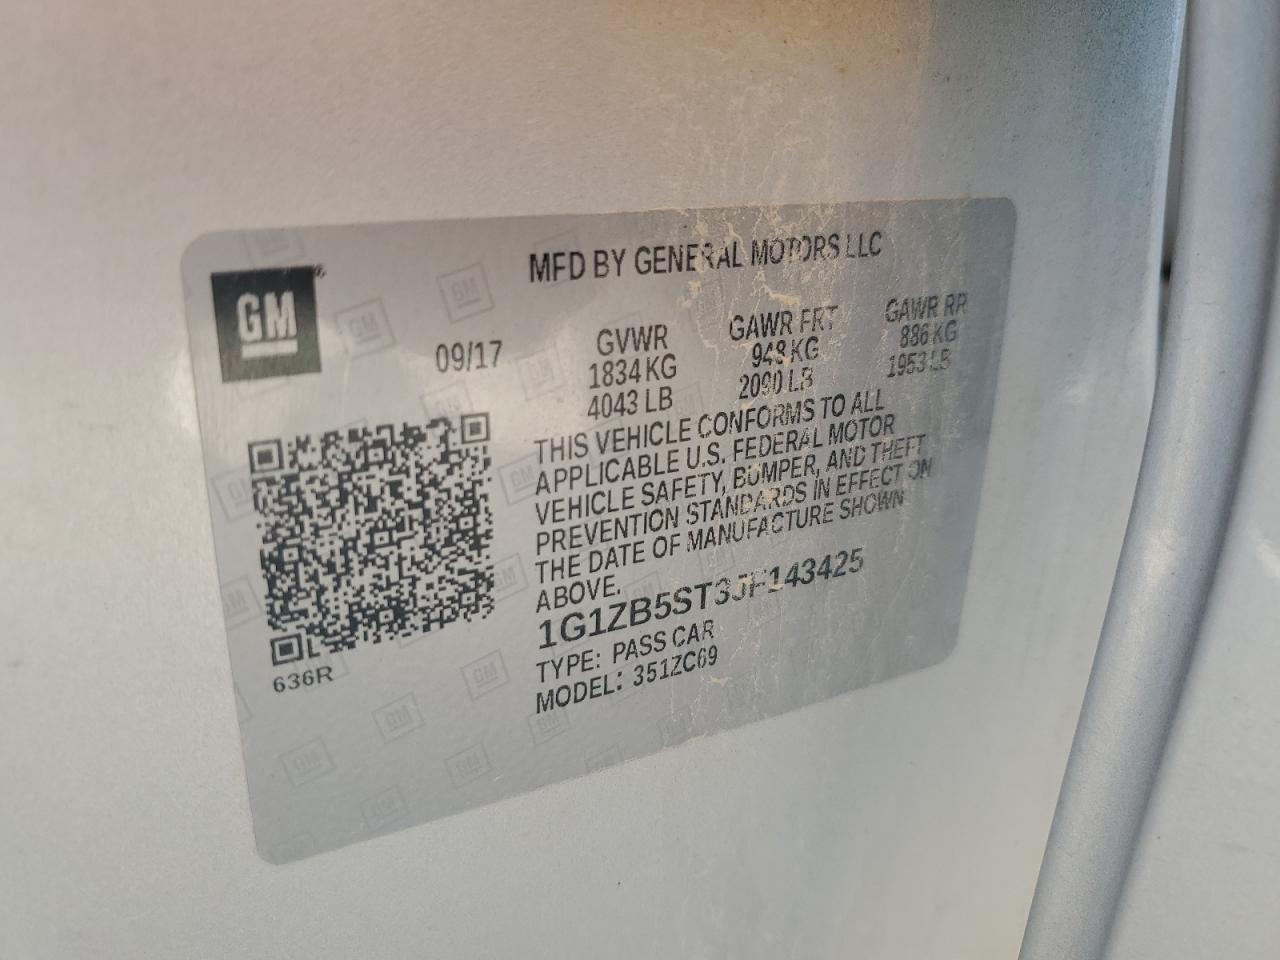 GM
MFD BY GENERAL MOTORS LLC
09/17
GVWR GAWR FRT GAWR RR
1834 KG 948 KG 886 KG
4043 LB 2090 LB 1953 LB
THIS VEHICLE CONFORMS TO ALL
APPLICABLE U.S. FEDERAL MOTOR
VEHICLE SAFETY, BUMPER, AND THEFT
PREVENTION STANDARDS IN EFFECT ON
THE DATE OF MANUFACTURE SHOWN
ABOVE.
1G1ZB5ST3JF143425
TYPE: PASS CAR
MODEL: 351ZC69
636R